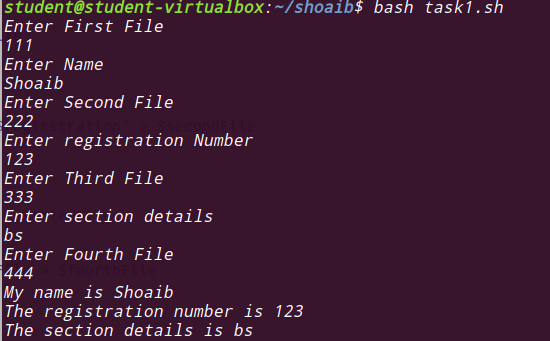 student@student-virtualbox:~/shoaib$ bash task1.sh
Enter First File
111
Enter Name
Shoaib
Enter Second File
222
Enter registration Number
123
Enter Third File
333
Enter section details
bs
Enter Fourth File
444
My name is Shoaib
The registration number is 123
The section details is bs